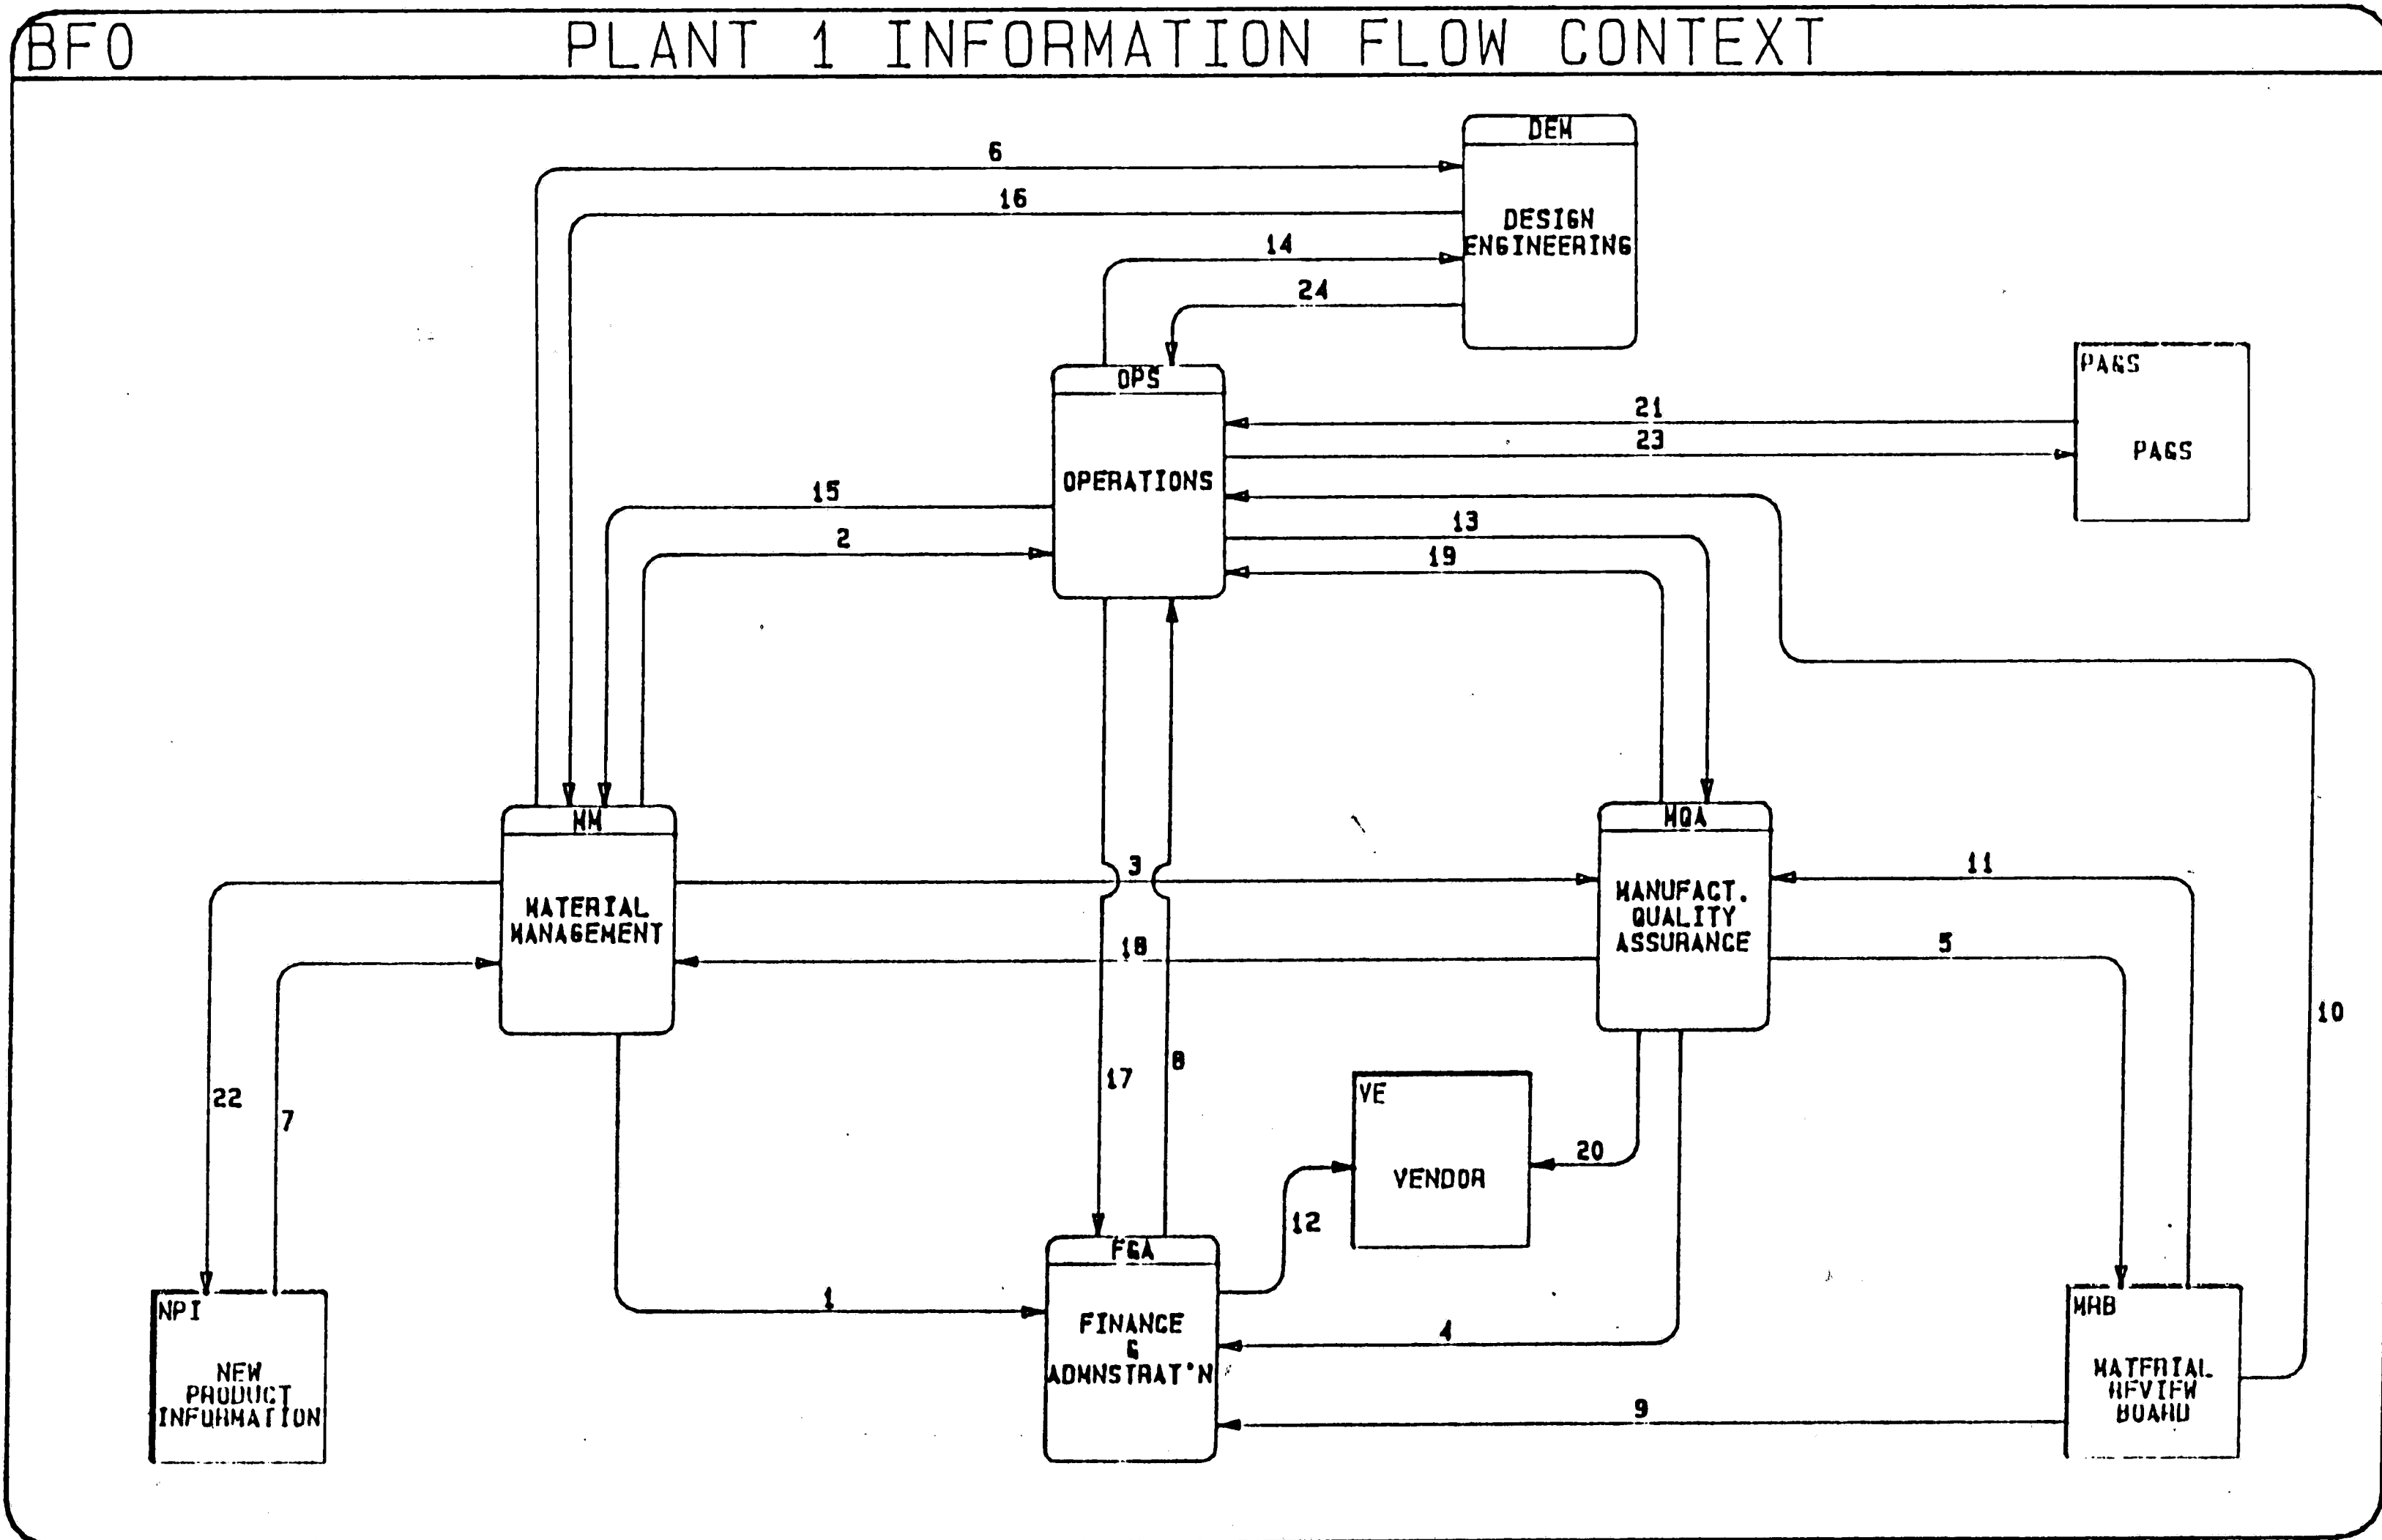 BFO
PLANT 1 INFORMATION FLOW CONTEXT
DEM
DESIGN
ENGINEERING
6
16
14
24
OPS
OPERATIONS
PA&S
PA&S
21
23
15
2
13
19
MM
MATERIAL
MANAGEMENT
MQA
MANUFACT.
QUALITY
ASSURANCE
3
18
11
5
10
22
7
17
8
VE
VENDOR
20
12
F&A
FINANCE
&
ADMNSTRAT'N
1
4
9
NPI
NEW
PRODUCT
INFORMATION
MRB
MATERIAL
REVIEW
BOARD